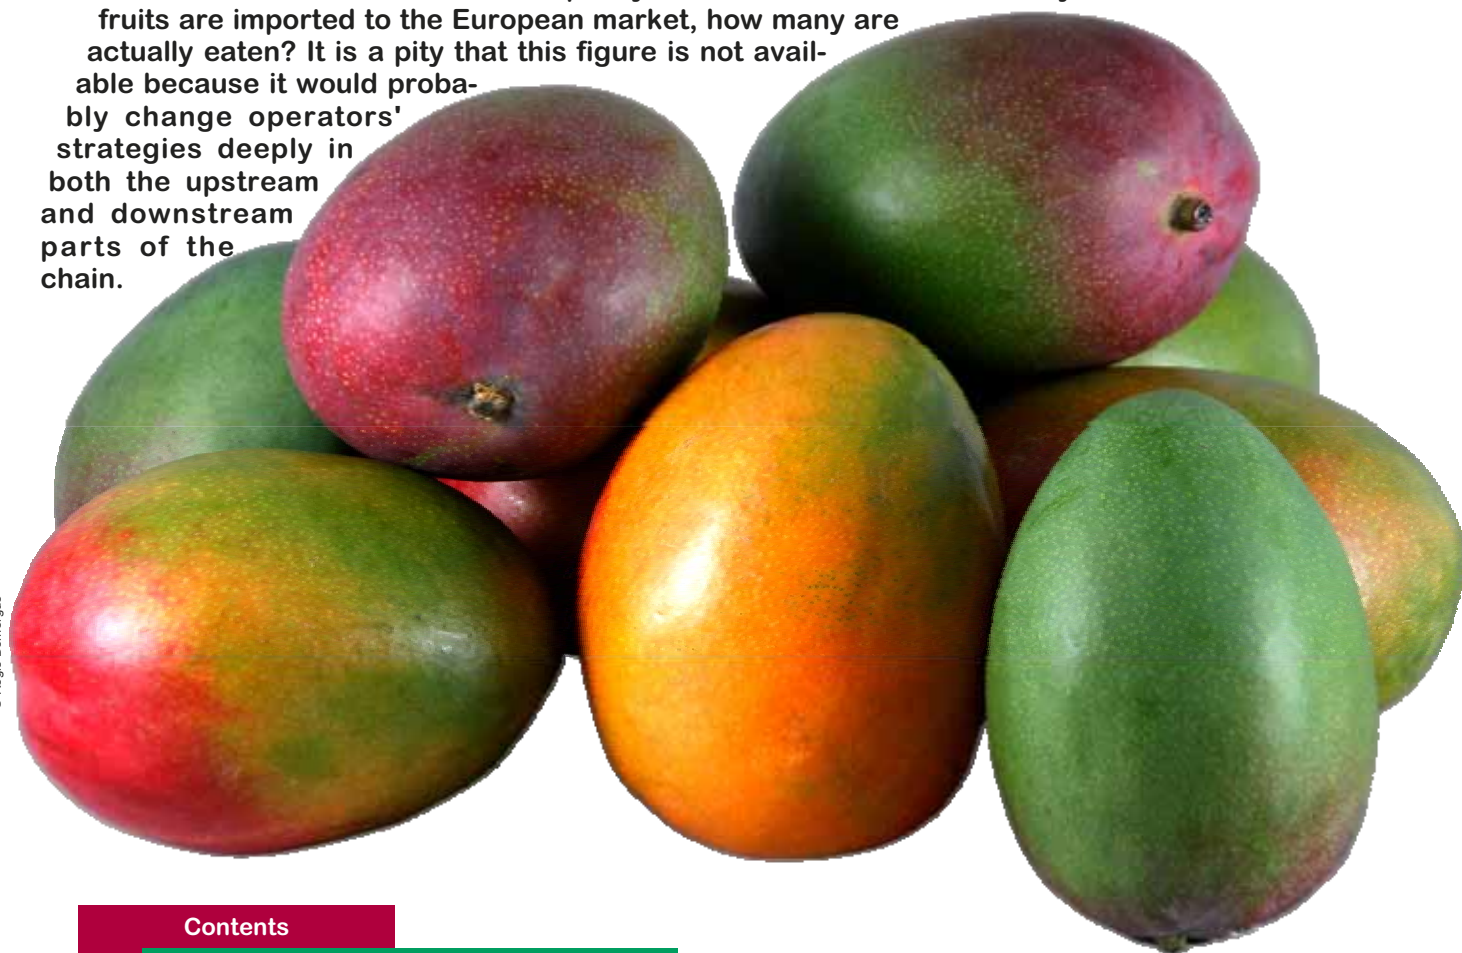 fruits are imported to the European market, how many are
actually eaten? It is a pity that this figure is not avail-
able because it would proba-
bly change operators'
strategies deeply in
both the upstream
and downstream
parts of the
chain.
Contents